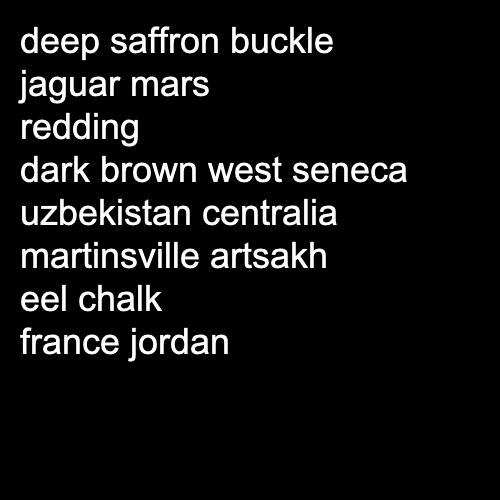 deep saffron buckle
jaguar mars
redding
dark brown west seneca
uzbekistan centralia
martinsville artsakh
eel chalk
france jordan